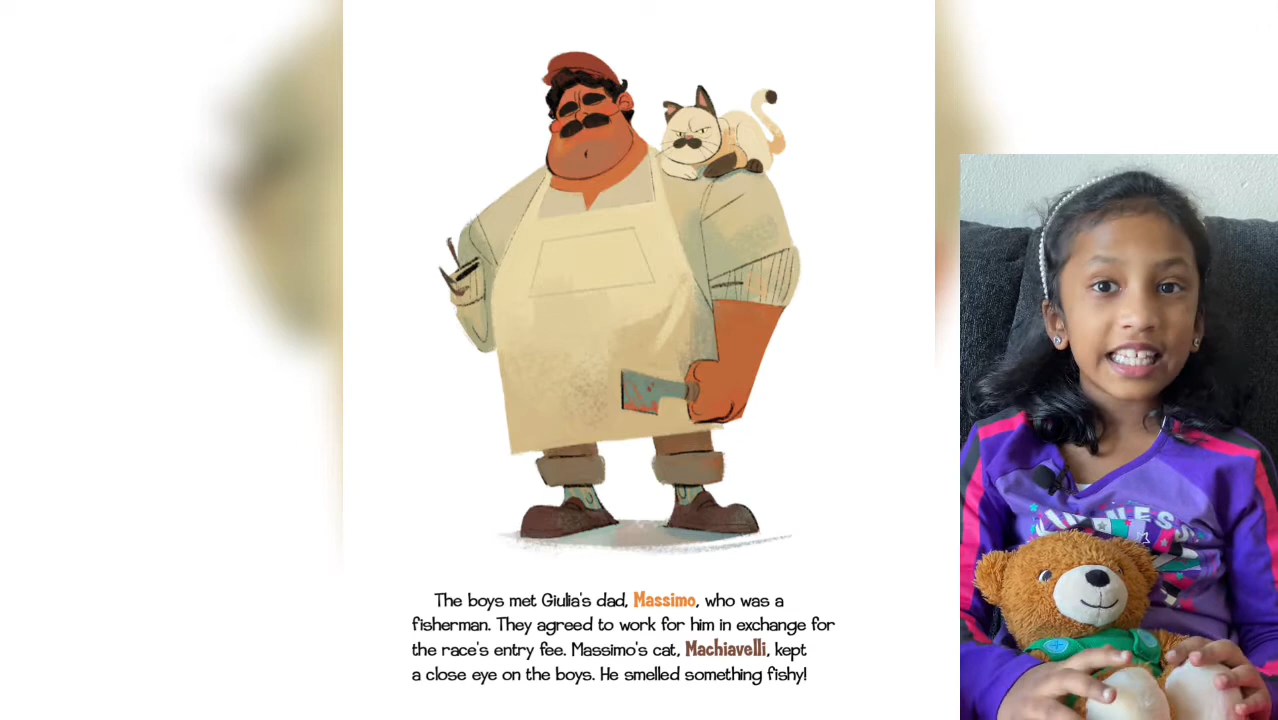 The boys met Giulia's dad, Massimo, who was a
fisherman. They agreed to work for him in exchange for
the race's entry fee. Massimo's cat, Machiavelli, kept
a close eye on the boys. He smelled something fishy!